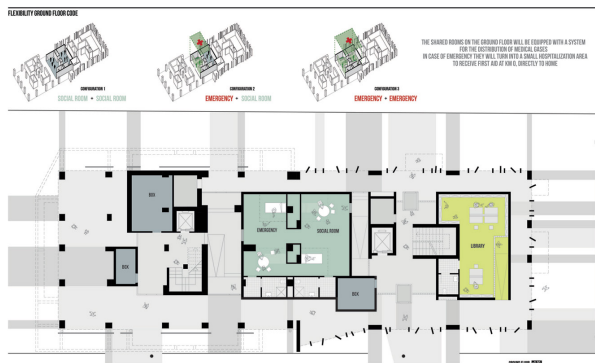 FLEXIBILITY GROUND FLOOR CODE
THE SHARED ROOMS ON THE GROUND FLOOR WILL BE EQUIPPED WITH A SYSTEM
FOR THE DISTRIBUTION OF MEDICAL GASES
IN CASE OF EMERGENCY THEY WILL TURN INTO A SMALL HOSPITALIZATION AREA
TO RECEIVE FIRST AID AT KM 0, DIRECTLY TO HOME
CONFIGURATION 1
SOCIAL ROOM + SOCIAL ROOM
CONFIGURATION 2
EMERGENCY + SOCIAL ROOM
CONFIGURATION 3
EMERGENCY + EMERGENCY
BOX
EMERGENCY
SOCIAL ROOM
LIBRARY
BOX
BOX
GROUND FLOOR